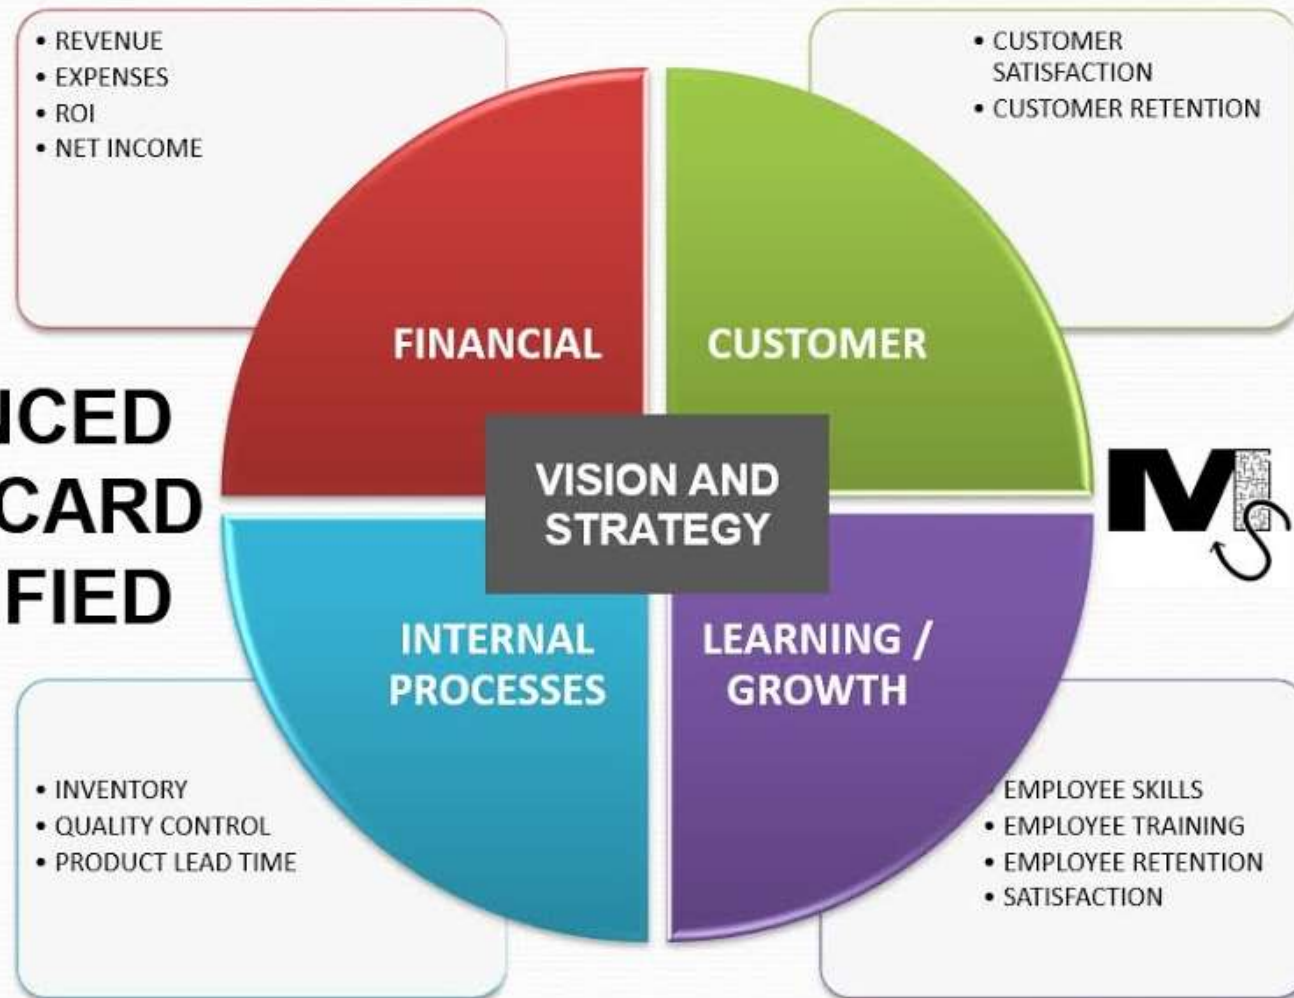 • REVENUE
• EXPENSES
• ROI
• NET INCOME
• CUSTOMER
SATISFACTION
• CUSTOMER RETENTION
FINANCIAL
CUSTOMER
NCED
CARD
FIED
VISION AND
STRATEGY
M
INTERNAL
PROCESSES
LEARNING /
GROWTH
• INVENTORY
• QUALITY CONTROL
• PRODUCT LEAD TIME
• EMPLOYEE SKILLS
• EMPLOYEE TRAINING
• EMPLOYEE RETENTION
• SATISFACTION